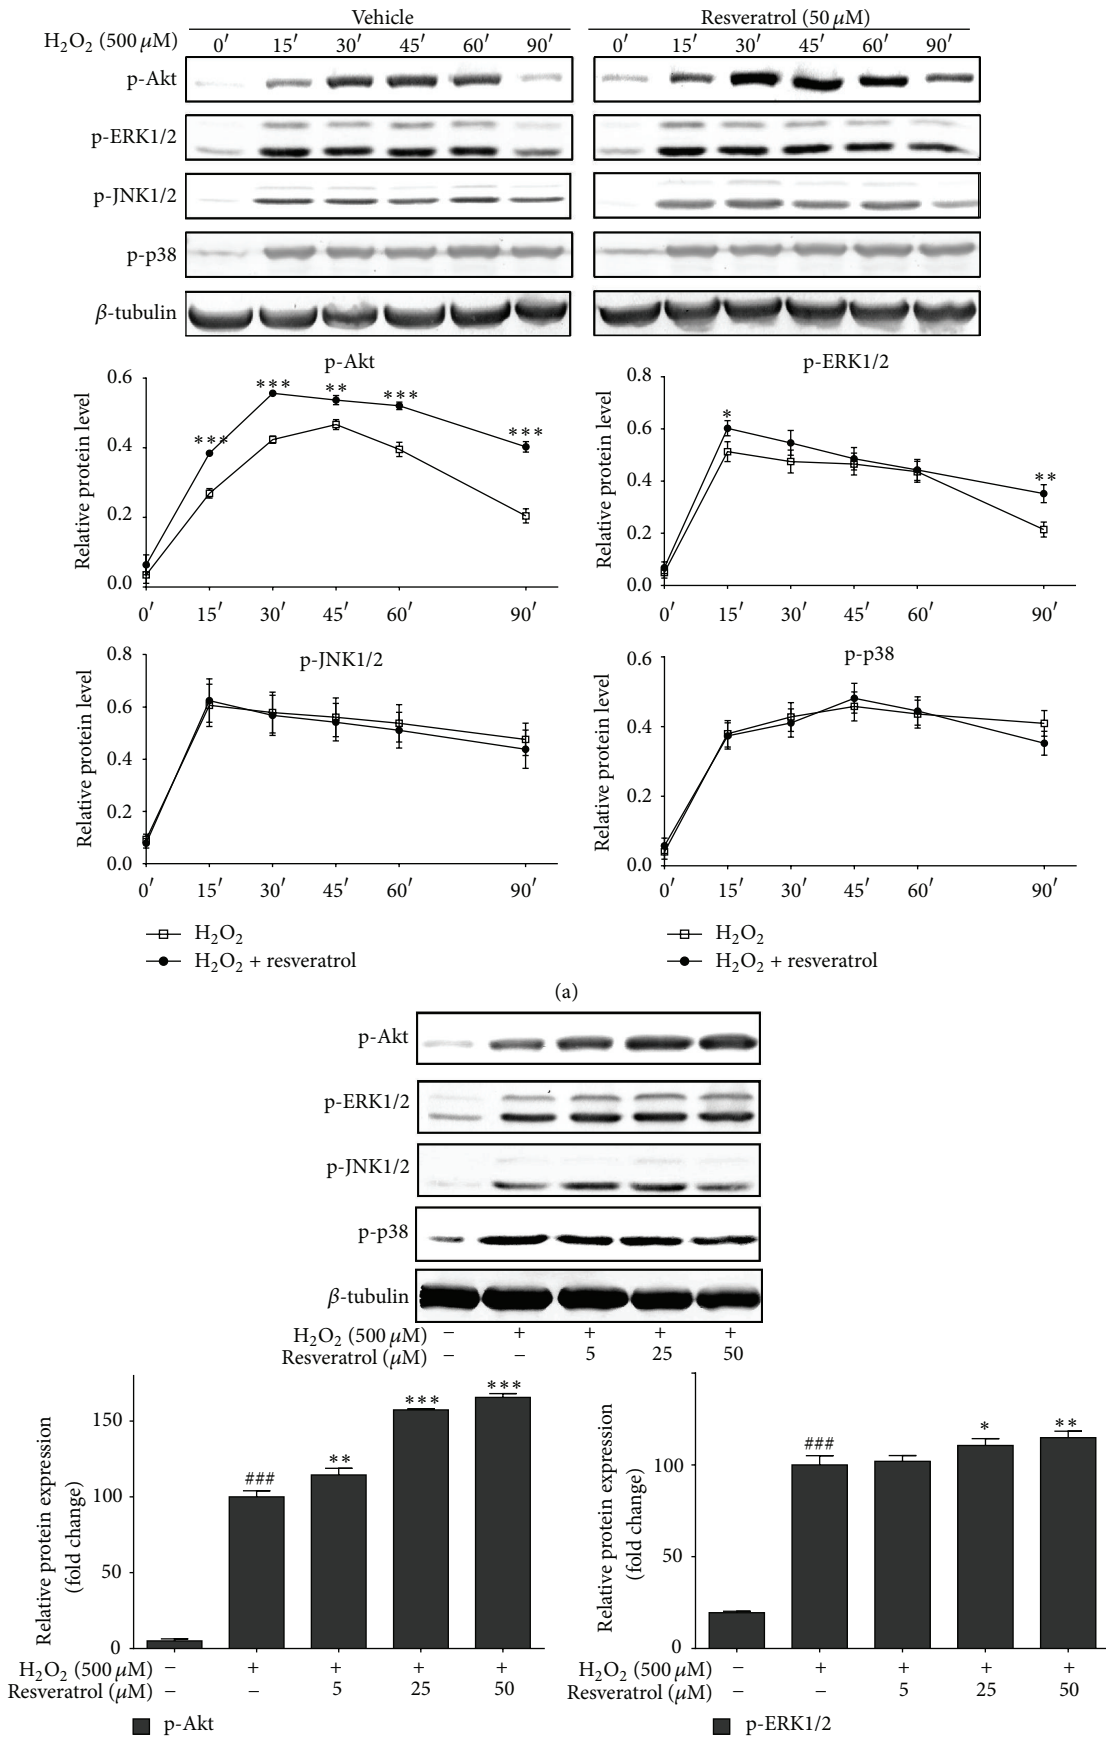 Vehicle Resveratrol (50 μM)
H₂O₂ (500 μM) 0′ 15′ 30′ 45′ 60′ 90′ 0′ 15′ 30′ 45′ 60′ 90′
p-Akt
p-ERK1/2
p-JNK1/2
p-p38
β-tubulin
p-Akt
Relative protein level
0.6
0.4
0.2
0.0
*** *** ** *** ***
0′ 15′ 30′ 45′ 60′ 90′
p-ERK1/2
Relative protein level
0.8
0.6
0.4
0.2
0.0
* **
0′ 15′ 30′ 45′ 60′ 90′
p-JNK1/2
Relative protein level
0.8
0.6
0.4
0.2
0.0
0′ 15′ 30′ 45′ 60′ 90′
H₂O₂
H₂O₂ + resveratrol
p-p38
Relative protein level
0.6
0.4
0.2
0.0
0′ 15′ 30′ 45′ 60′ 90′
H₂O₂
H₂O₂ + resveratrol
(a)
p-Akt
p-ERK1/2
p-JNK1/2
p-p38
β-tubulin
H₂O₂ (500 μM) − + + + +
Resveratrol (μM) − − 5 25 50
Relative protein expression
(fold change)
150
100
50
0
### ** *** ***
H₂O₂ (500 μM) − + + + +
Resveratrol (μM) − − 5 25 50
p-Akt
Relative protein expression
(fold change)
100
50
0
### * **
H₂O₂ (500 μM) − + + + +
Resveratrol (μM) − − 5 25 50
p-ERK1/2